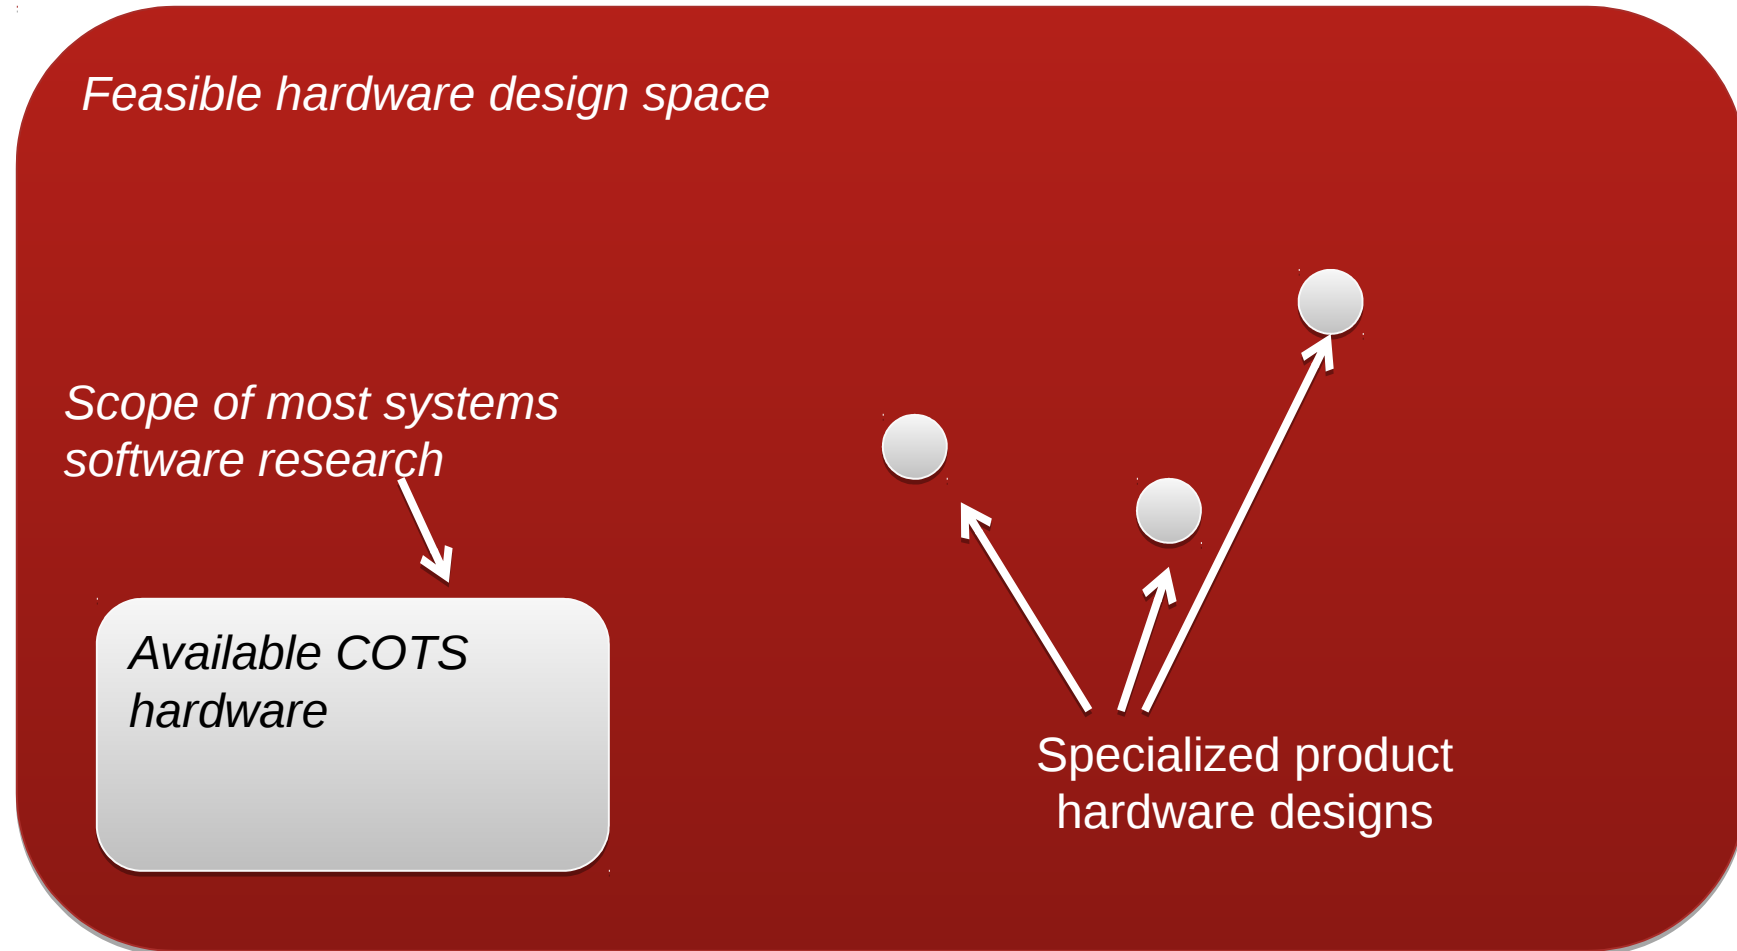 Feasible hardware design space
Scope of most systems
software research
Available COTS
hardware
Specialized product
hardware designs